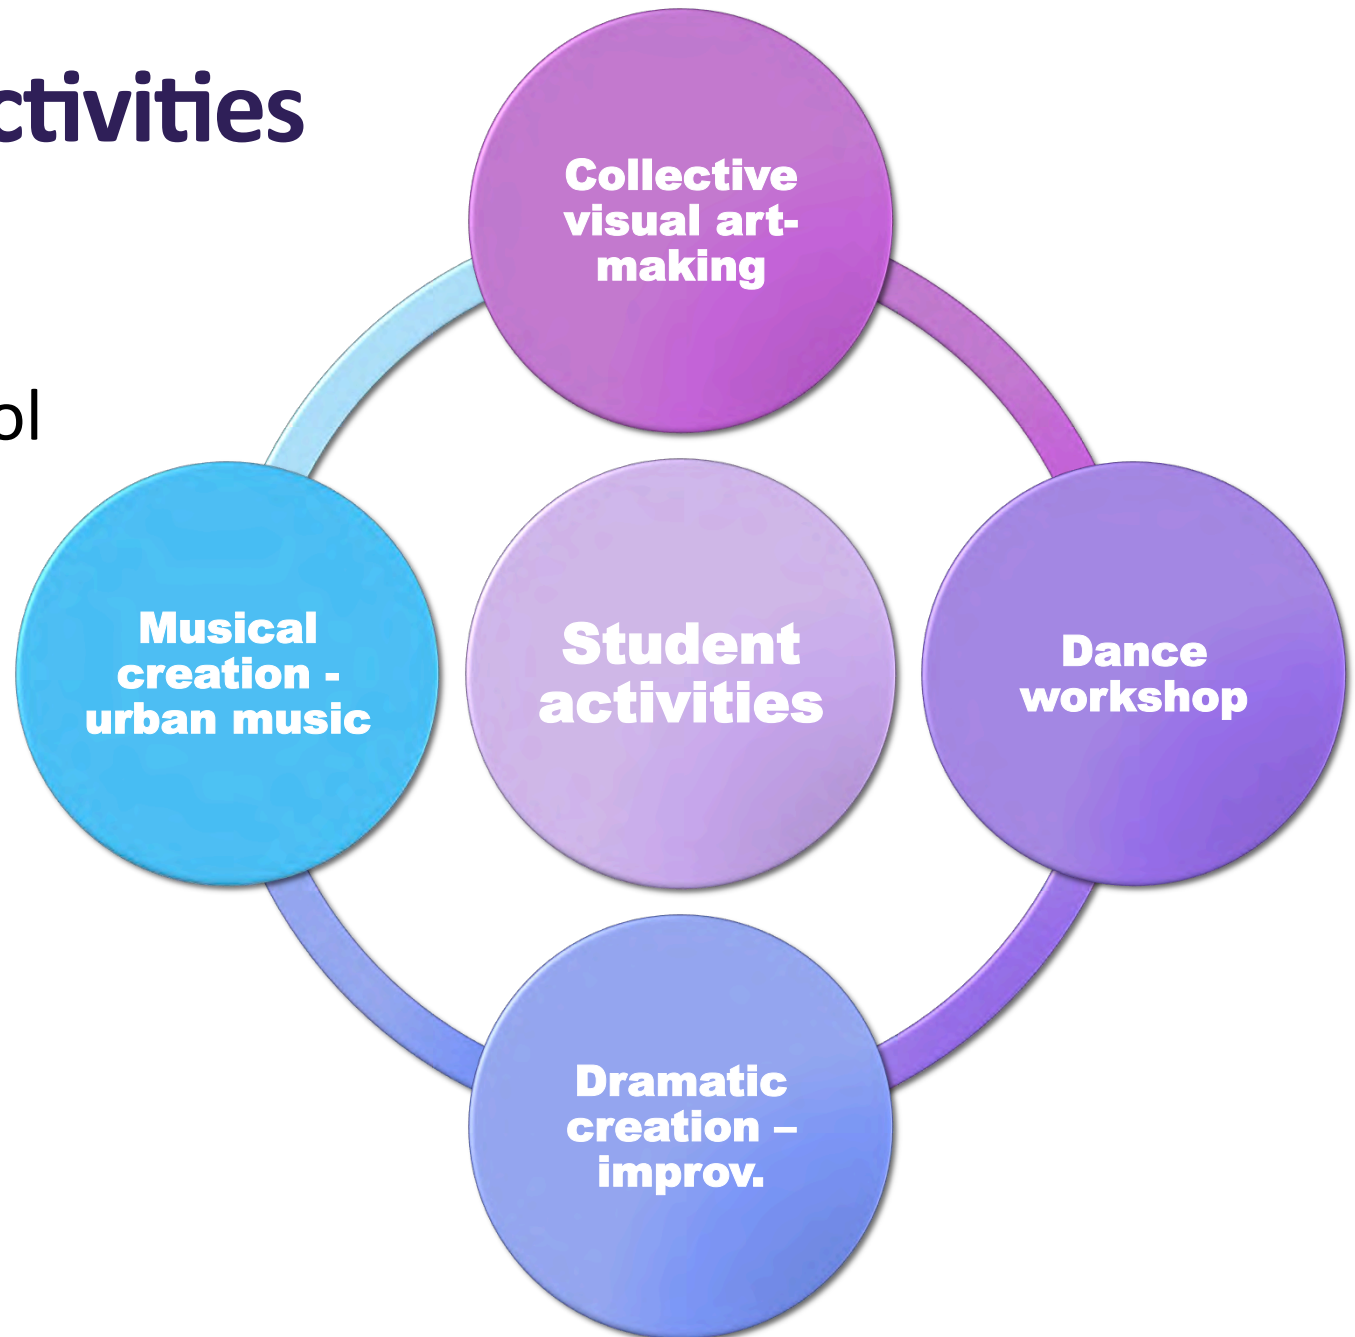 ctivities
Collective
visual art-
making
ol
Musical
creation -
urban music
Student
activities
Dance
workshop
Dramatic
creation –
improv.